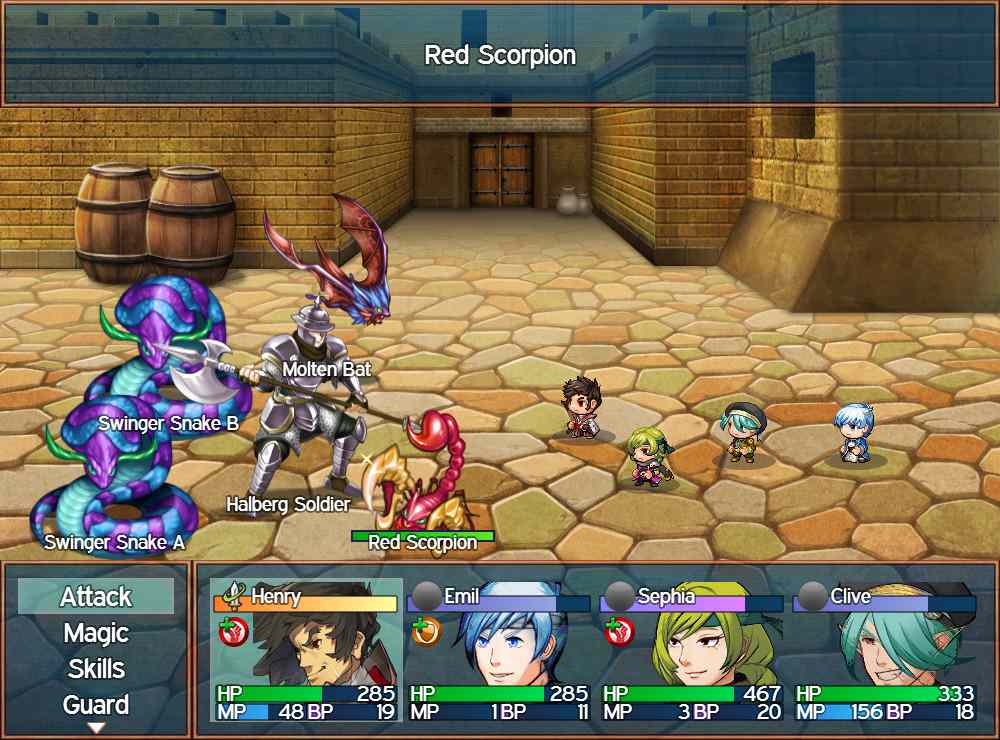 Red Scorpion
Molten Bat
Swinger Snake B
Halberg Soldier
Swinger Snake A
Red Scorpion
Attack
Magic
Skills
Guard
Henry
HP 285
MP 48 BP 19
Emil
HP 285
MP 1 BP 11
Sephia
HP 467
MP 3 BP 20
Clive
HP 333
MP 156 BP 18